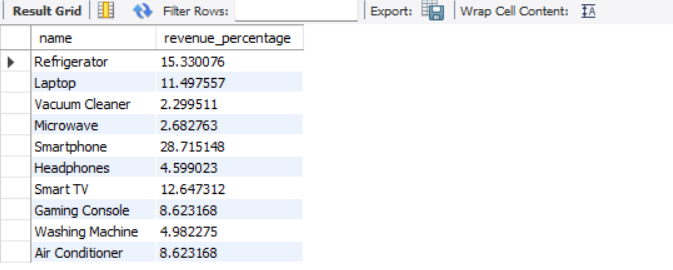 Result Grid Filter Rows: Export: Wrap Cell Content: IA
name revenue_percentage
Refrigerator 15.330076
Laptop 11.497557
Vacuum Cleaner 2.299511
Microwave 2.682763
Smartphone 28.715148
Headphones 4.599023
Smart TV 12.647312
Gaming Console 8.623168
Washing Machine 4.982275
Air Conditioner 8.623168